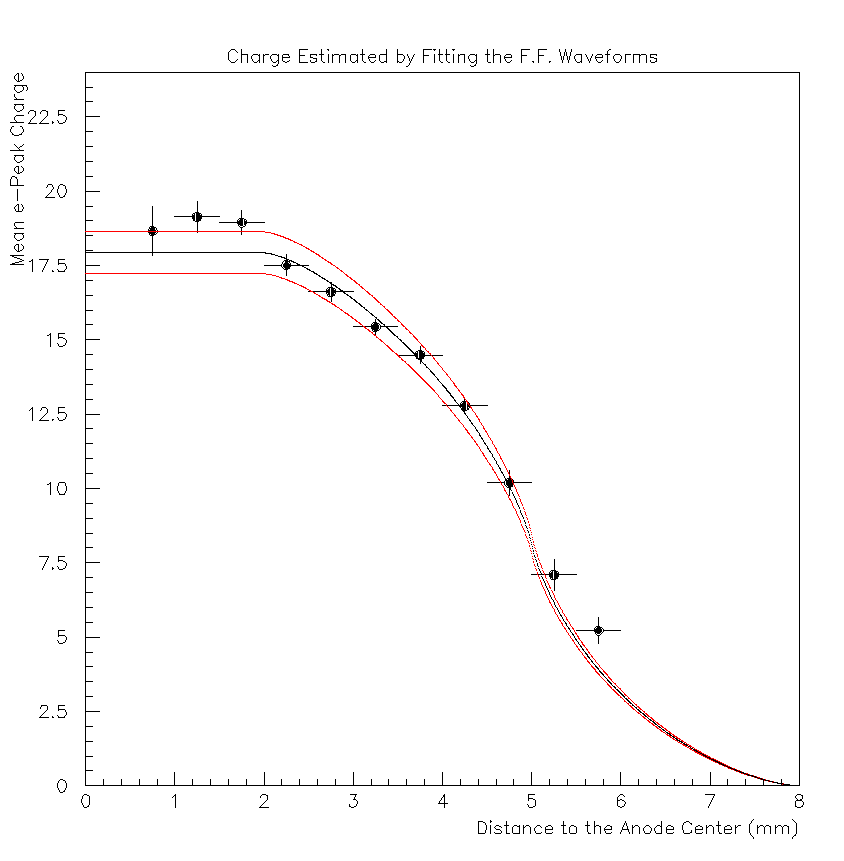 Charge Estimated by Fitting the F.F. Waveforms
Mean e-Peak Charge
22.5
20
17.5
15
12.5
10
7.5
5
2.5
0
0 1 2 3 4 5 6 7 8
Distance to the Anode Center (mm)